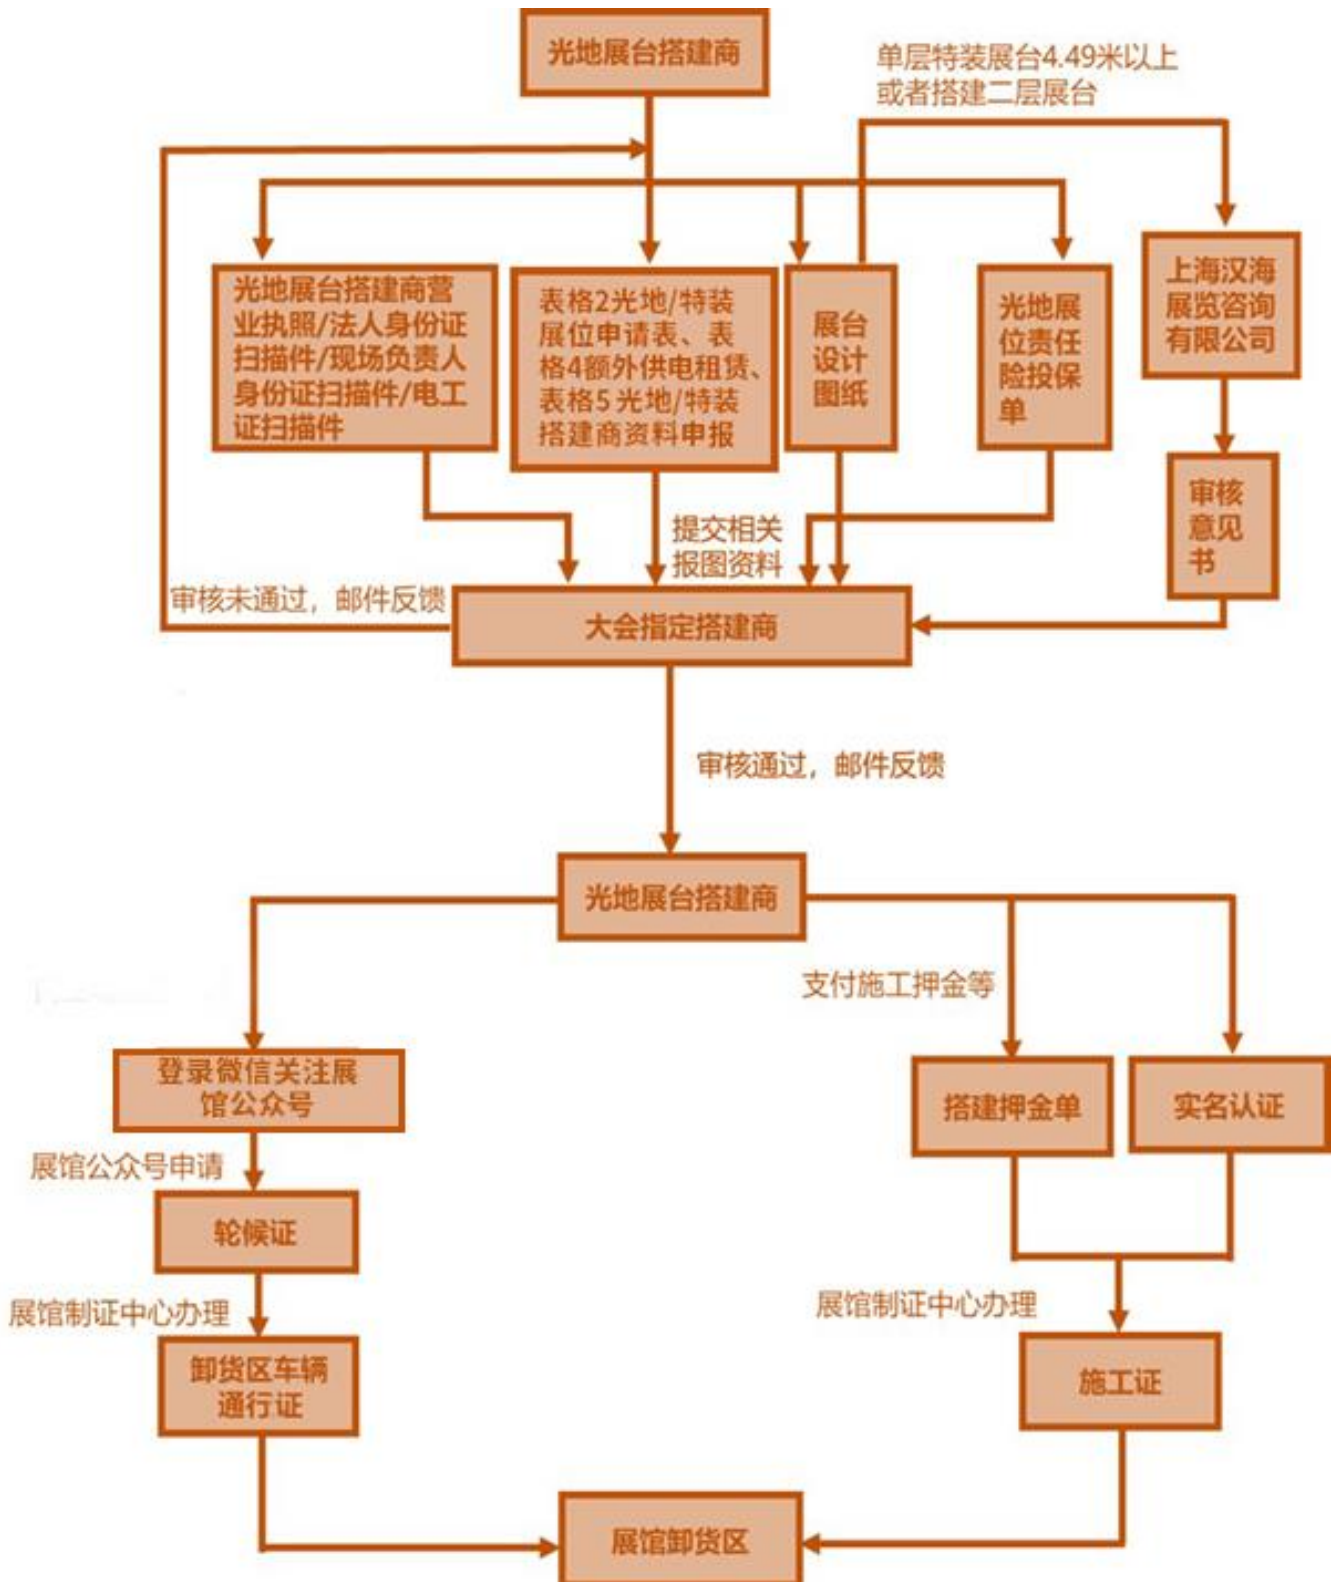 光地展台搭建商
单层特装展台4.49米以上
或者搭建二层展台
光地展台搭建商营
业执照/法人身份证
扫描件/现场负责人
身份证扫描件/电工
证扫描件
表格2光地/特装
展位申请表、表
格4额外供电租赁、
表格5光地/特装
搭建商资料申报
展台
设计
图纸
光地展
位责任
险投保
单
上海汉海
展览咨询
有限公司
审核
意见
书
提交相关
报图资料
审核未通过，邮件反馈
大会指定搭建商
审核通过，邮件反馈
光地展台搭建商
支付施工押金等
登录微信关注展
馆公众号
搭建押金单
实名认证
展馆公众号申请
轮候证
展馆制证中心办理
展馆制证中心办理
卸货区车辆
通行证
施工证
展馆卸货区